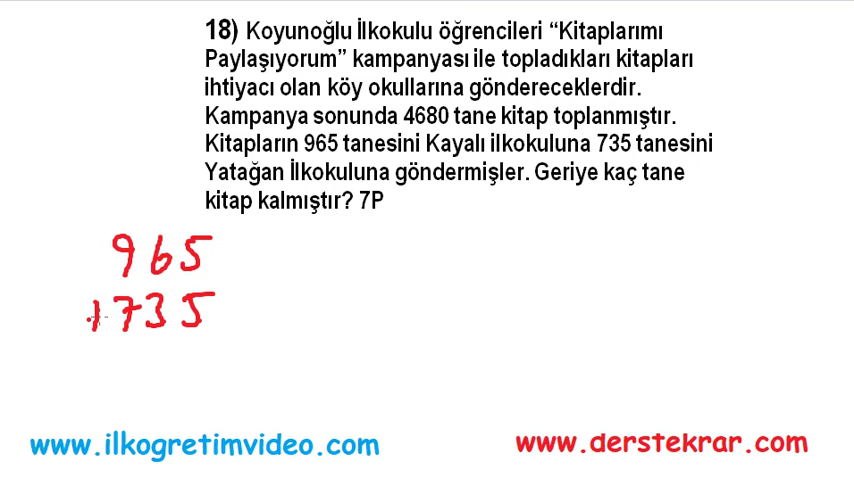 18) Koyunoğlu İlkokulu öğrencileri “Kitaplarımı
Paylaşıyorum” kampanyası ile topladıkları kitapları
ihtiyacı olan köy okullarına göndereceklerdir.
Kampanya sonunda 4680 tane kitap toplanmıştır.
Kitapların 965 tanesini Kayalı ilkokuluna 735 tanesini
Yatağan İlkokuluna göndermişler. Geriye kaç tane
kitap kalmıştır? 7P
965
+735
www.ilkogretimvideo.com
www.derstekrar.com